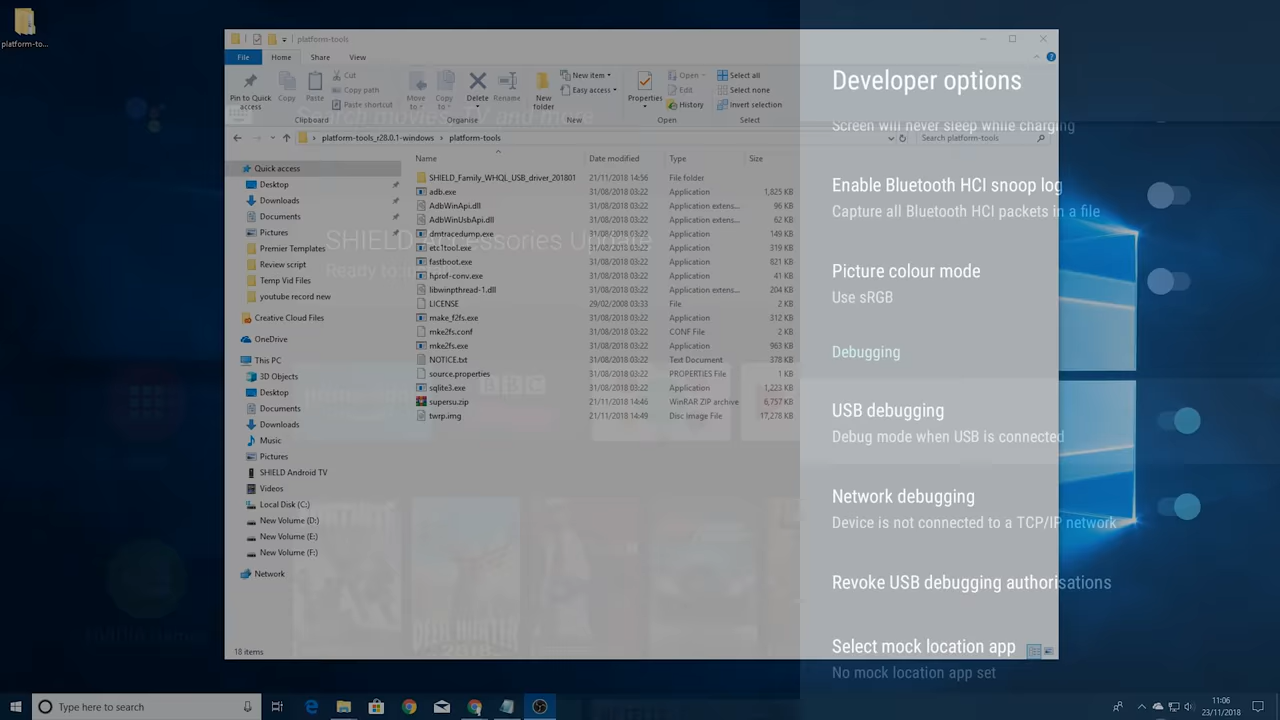 platform-to...
platform-tools
File Home Share View
Pin to Quick access
Copy
Paste
Cut
Copy path
Paste shortcut
Clipboard
Move to
Copy to
Delete
Rename
Organise
New folder
New item
Easy access
New
Properties
Open
Edit
History
Open
Select all
Select none
Invert selection
Select
Search movies, TV and more
platform-tools_r28.0.1-windows > platform-tools
Search platform-tools
Quick access
Desktop
Downloads
Documents
Pictures
Premier Templates
Review script
Temp Vid Files
youtube record new
Creative Cloud Files
OneDrive
This PC
3D Objects
Desktop
Documents
Downloads
Music
Pictures
SHIELD Android TV
Videos
Local Disk (C:)
New Volume (D:)
New Volume (E:)
New Volume (F:)
Network
Name Date modified Type Size
SHIELD_Family_WHQL_USB_driver_201801 21/11/2018 14:56 File folder
adb.exe 31/08/2018 03:22 Application 1,825 KB
AdbWinApi.dll 31/08/2018 03:22 Application extens... 96 KB
AdbWinUsbApi.dll 31/08/2018 03:22 Application extens... 62 KB
dmtracedump.exe 31/08/2018 03:22 Application 149 KB
etc1tool.exe 31/08/2018 03:22 Application 319 KB
fastboot.exe 31/08/2018 03:22 Application 821 KB
hprof-conv.exe 31/08/2018 03:22 Application 41 KB
libwinpthread-1.dll 31/08/2018 03:22 Application extens... 204 KB
LICENSE 29/02/2008 03:33 File 2 KB
make_f2fs.exe 31/08/2018 03:22 Application 312 KB
mke2fs.conf 31/08/2018 03:22 CONF File 2 KB
mke2fs.exe 31/08/2018 03:22 Application 963 KB
NOTICE.txt 31/08/2018 03:22 Text Document 378 KB
source.properties 31/08/2018 03:22 PROPERTIES File 1 KB
sqlite3.exe 31/08/2018 03:22 Application 1,223 KB
supersu.zip 21/11/2018 14:46 WinRAR ZIP archive 6,757 KB
twrp.img 21/11/2018 14:49 Disc Image File 17,278 KB
SHIELD Accessories Update
BBC
DEER HUNTER
2018
18 items
Developer options
Screen will never sleep while charging
Enable Bluetooth HCI snoop log
Capture all Bluetooth HCI packets in a file
Picture colour mode
Use sRGB
Debugging
USB debugging
Debug mode when USB is connected
Network debugging
Device is not connected to a TCP/IP network
Revoke USB debugging authorisations
Select mock location app
No mock location app set
Type here to search
11:06
23/11/2018